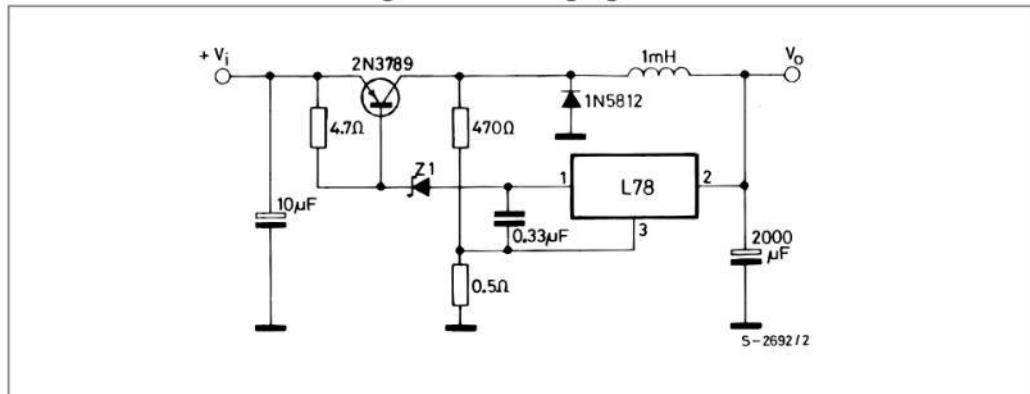 + Vi
2N3789
1mH
Vo
4.7Ω
470Ω
1N5812
Z1
1
L78
2
10µF
0.33µF
3
2000
µF
0.5Ω
S-2692/2